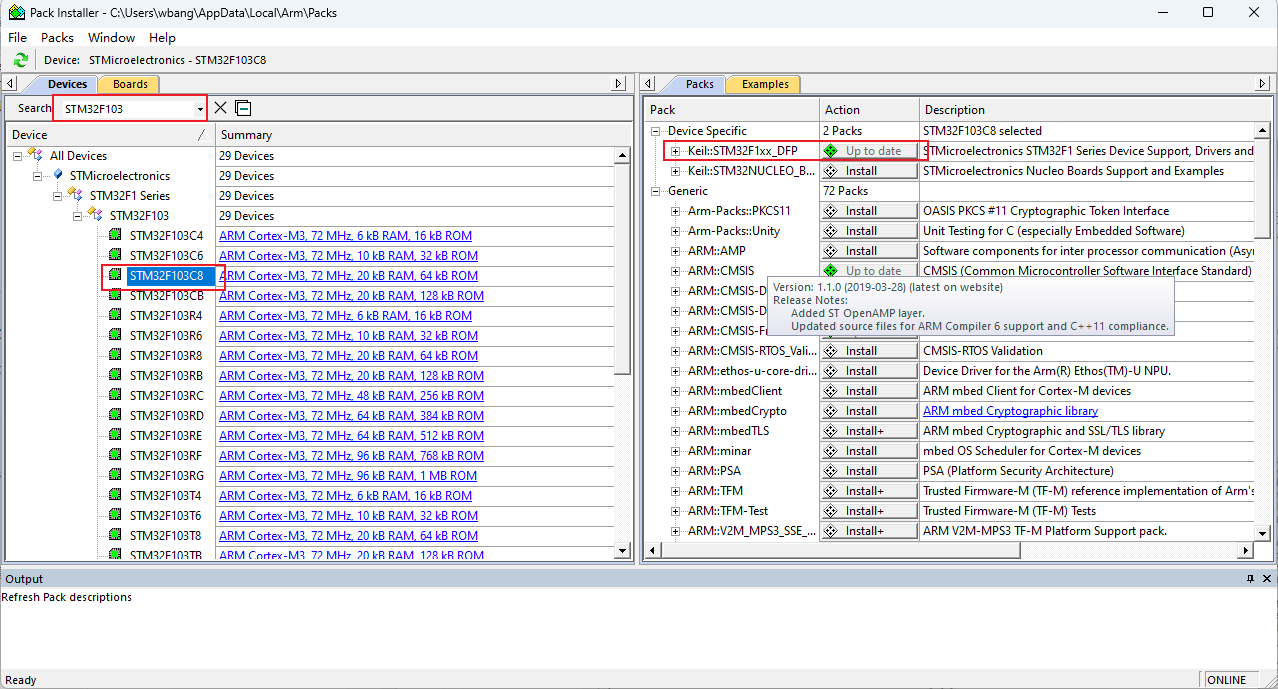 Pack Installer - C:\Users\wbang\AppData\Local\Arm\Packs
File Packs Window Help
Device: STMicroelectronics - STM32F103C8
Devices Boards
Search: STM32F103
Device Summary
All Devices 29 Devices
STMicroelectronics 29 Devices
STM32F1 Series 29 Devices
STM32F103 29 Devices
STM32F103C4 ARM Cortex-M3, 72 MHz, 6 kB RAM, 16 kB ROM
STM32F103C6 ARM Cortex-M3, 72 MHz, 10 kB RAM, 32 kB ROM
STM32F103C8 ARM Cortex-M3, 72 MHz, 20 kB RAM, 64 kB ROM
STM32F103CB ARM Cortex-M3, 72 MHz, 20 kB RAM, 128 kB ROM
STM32F103R4 ARM Cortex-M3, 72 MHz, 6 kB RAM, 16 kB ROM
STM32F103R6 ARM Cortex-M3, 72 MHz, 10 kB RAM, 32 kB ROM
STM32F103R8 ARM Cortex-M3, 72 MHz, 20 kB RAM, 64 kB ROM
STM32F103RB ARM Cortex-M3, 72 MHz, 20 kB RAM, 128 kB ROM
STM32F103RC ARM Cortex-M3, 72 MHz, 48 kB RAM, 256 kB ROM
STM32F103RD ARM Cortex-M3, 72 MHz, 64 kB RAM, 384 kB ROM
STM32F103RE ARM Cortex-M3, 72 MHz, 64 kB RAM, 512 kB ROM
STM32F103RF ARM Cortex-M3, 72 MHz, 96 kB RAM, 768 kB ROM
STM32F103RG ARM Cortex-M3, 72 MHz, 96 kB RAM, 1 MB ROM
STM32F103T4 ARM Cortex-M3, 72 MHz, 6 kB RAM, 16 kB ROM
STM32F103T6 ARM Cortex-M3, 72 MHz, 10 kB RAM, 32 kB ROM
STM32F103T8 ARM Cortex-M3, 72 MHz, 20 kB RAM, 64 kB ROM
STM32F103TB ARM Cortex-M3, 72 MHz, 20 kB RAM, 128 kB ROM
Packs Examples
Pack Action Description
Device Specific 2 Packs STM32F103C8 selected
Keil::STM32F1xx_DFP Up to date STMicroelectronics STM32F1 Series Device Support, Drivers and
Keil::STM32NUCLEO_B... Install STMicroelectronics Nucleo Boards Support and Examples
Generic 72 Packs
Arm-Packs::PKCS11 Install OASIS PKCS #11 Cryptographic Token Interface
Arm-Packs::Unity Install Unit Testing for C (especially Embedded Software)
ARM::AMP Install Software components for inter processor communication (Asy
ARM::CMSIS Up to date CMSIS (Common Microcontroller Software Interface Standard)
ARM::CMSIS-D
ARM::CMSIS-D
ARM::CMSIS-F
Version: 1.1.0 (2019-03-28) (latest on website)
Release Notes:
Added ST OpenAMP layer.
Updated source files for ARM Compiler 6 support and C++11 compliance.
ARM::CMSIS-RTOS_Vali... Install CMSIS-RTOS Validation
ARM::ethos-u-core-dri... Install Device Driver for the Arm(R) Ethos(TM)-U NPU.
ARM::mbedClient Install ARM mbed Client for Cortex-M devices
ARM::mbedCrypto Install ARM mbed Cryptographic library
ARM::mbedTLS Install+ ARM mbed Cryptographic and SSL/TLS library
ARM::minar Install mbed OS Scheduler for Cortex-M devices
ARM::PSA Install PSA (Platform Security Architecture)
ARM::TFM Install+ Trusted Firmware-M (TF-M) reference implementation of Arm's
ARM::TFM-Test Install+ Trusted Firmware-M (TF-M) Tests
ARM::V2M_MPS3_SSE_... Install+ ARM V2M-MPS3 TF-M Platform Support pack.
Output
Refresh Pack descriptions
Ready ONLINE